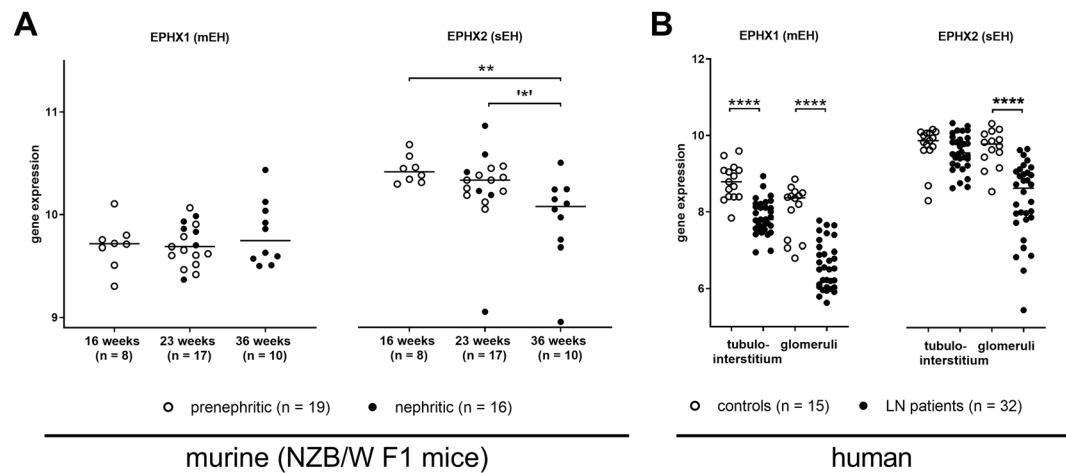 A
B
EPHX1 (mEH)
EPHX2 (sEH)
EPHX1 (mEH)
EPHX2 (sEH)
**
'*'
****
****
****
gene expression
11
10
9
gene expression
12
10
8
6
16 weeks
(n = 8)
23 weeks
(n = 17)
36 weeks
(n = 10)
16 weeks
(n = 8)
23 weeks
(n = 17)
36 weeks
(n = 10)
tubulo-
interstitium
glomeruli
tubulo-
interstitium
glomeruli
prenephritic (n = 19)
nephritic (n = 16)
controls (n = 15)
LN patients (n = 32)
murine (NZB/W F1 mice)
human